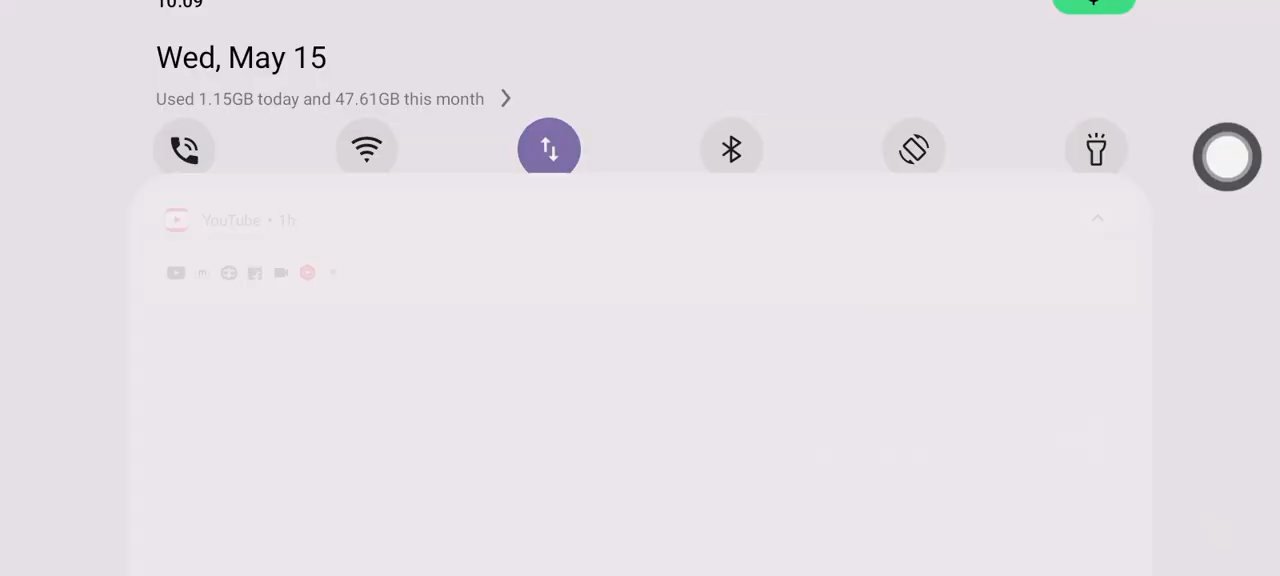 10:09
Wed, May 15
Used 1.15GB today and 47.61GB this month
YouTube • 1h
m